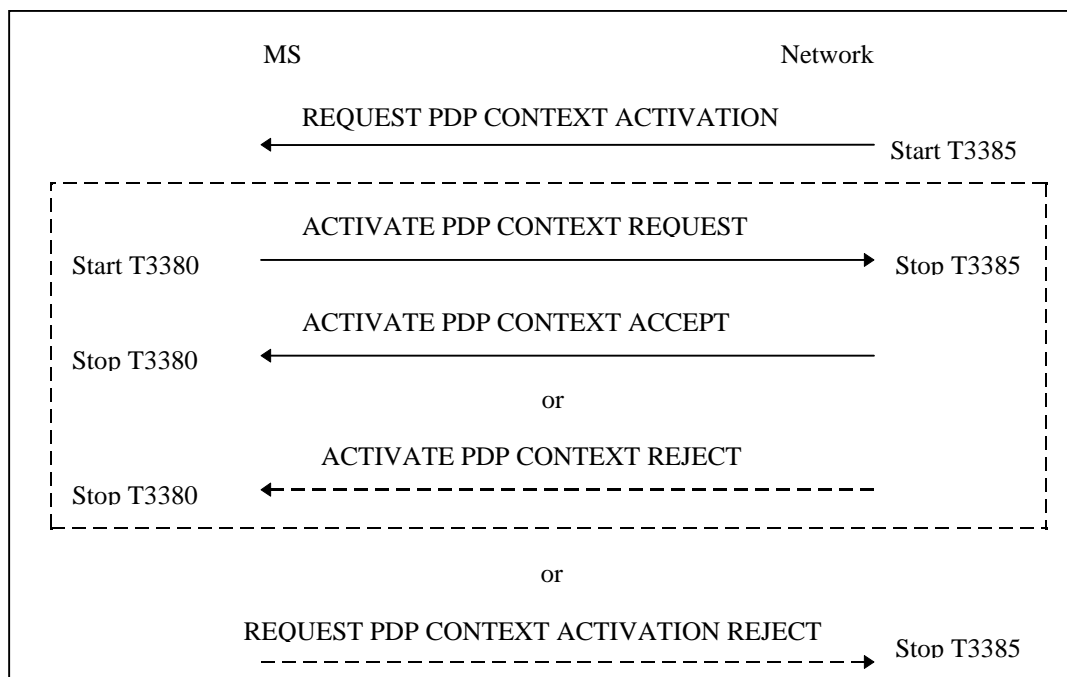 MS Network
REQUEST PDP CONTEXT ACTIVATION
Start T3385
ACTIVATE PDP CONTEXT REQUEST
Start T3380 Stop T3385
ACTIVATE PDP CONTEXT ACCEPT
Stop T3380
or
ACTIVATE PDP CONTEXT REJECT
Stop T3380
or
REQUEST PDP CONTEXT ACTIVATION REJECT
Stop T3385